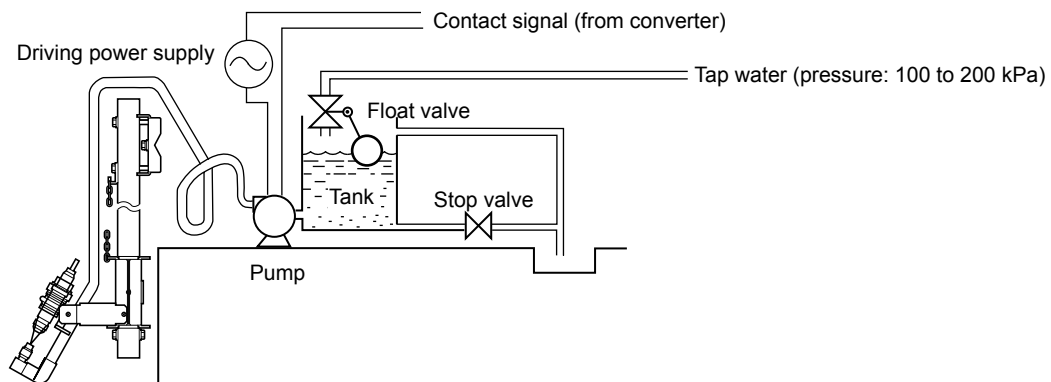 Contact signal (from converter)
Driving power supply
Tap water (pressure: 100 to 200 kPa)
Float valve
Tank
Stop valve
Pump